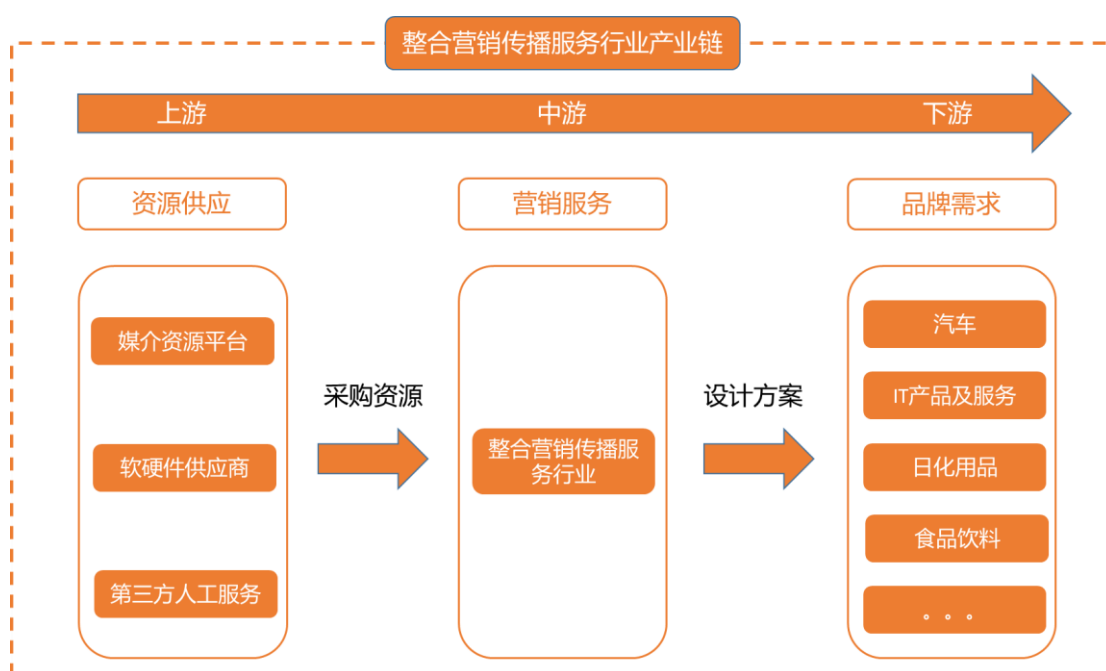 整合营销传播服务行业产业链
上游
中游
下游
资源供应
营销服务
品牌需求
媒介资源平台
软硬件供应商
第三方人工服务
采购资源
整合营销传播服
务行业
设计方案
汽车
IT产品及服务
日化用品
食品饮料
。。。